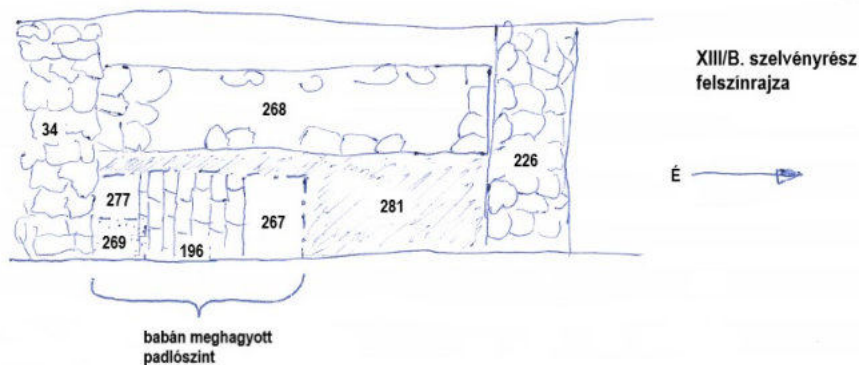 XIII/B. szelvényrész
felszínrajza
34
268
226
É
277
269
196
267
281
babán meghagyott
padlószint